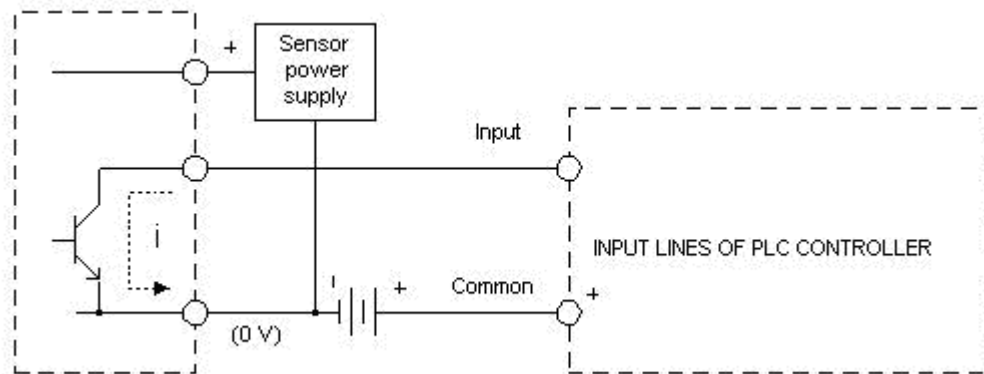 +
Sensor
power
supply
Input
i
INPUT LINES OF PLC CONTROLLER
+
Common
+
(0 V)